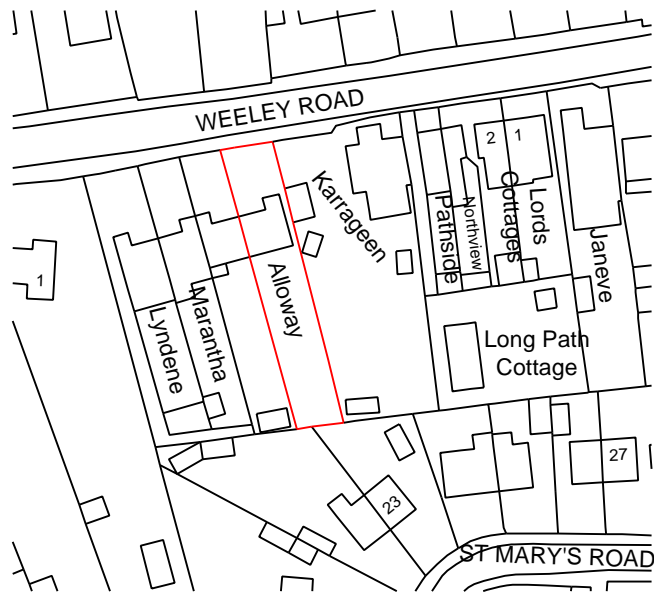 WEELEY ROAD
2
1
Karrageen
Pathside
Northview
Cottages
Lords
Janeve
1
Alloway
Marantha
Lyndene
Long Path
Cottage
23
27
ST MARY'S ROAD